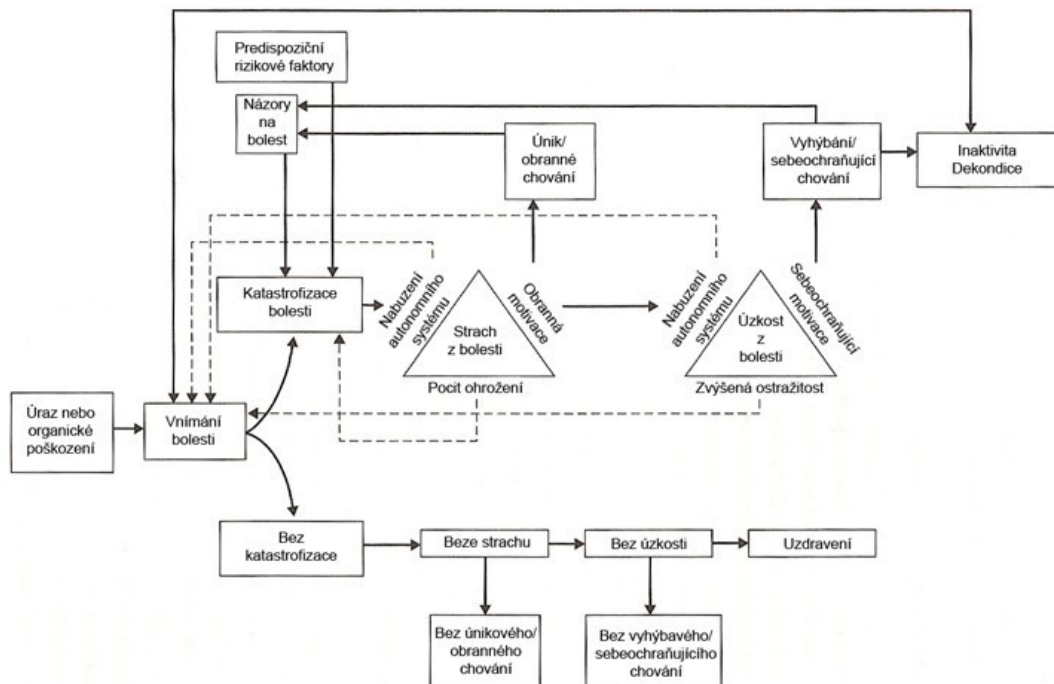 Predispoziční
rizikové faktory
Názory
na
bolest
Únik/
obranné
chování
Vyhýbání/
sebeochraňující
chování
Inaktivita
Dekondice
Katastrofizace
bolesti
Nabuzení
autonomního
systému
Strach
z bolesti
Obranná
motivace
Pocit ohrožení
Nabuzení
autonomního
systému
Úzkost
z
bolesti
Sebeochraňující
motivace
Zvýšená ostražitost
Úraz nebo
organické
poškození
Vnímání
bolesti
Bez
katastrofizace
Beze strachu
Bez úzkosti
Uzdravení
Bez únikového/
obranného
chování
Bez vyhýbavého/
sebeochraňujícího
chování